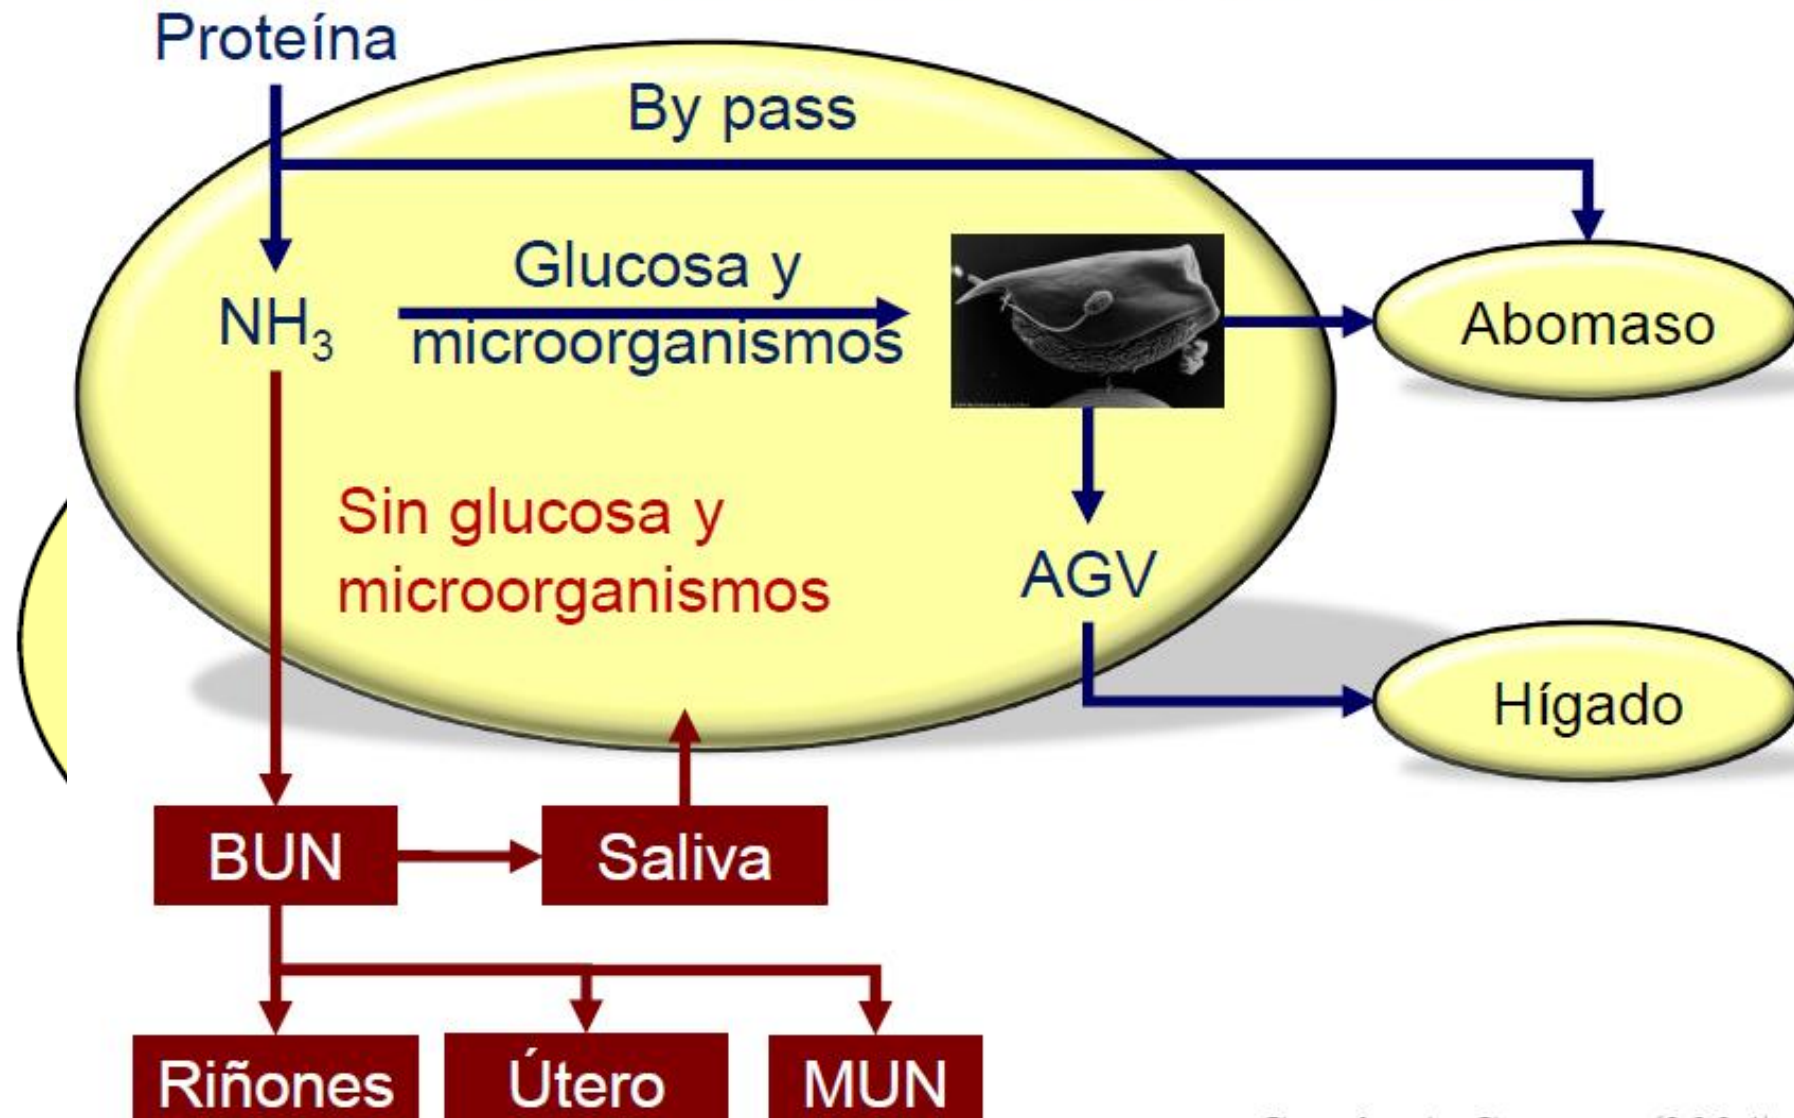 Proteína
By pass
Glucosa y
microorganismos
NH₃
Abomaso
Sin glucosa y
microorganismos
AGV
Hígado
BUN
Saliva
Riñones
Útero
MUN